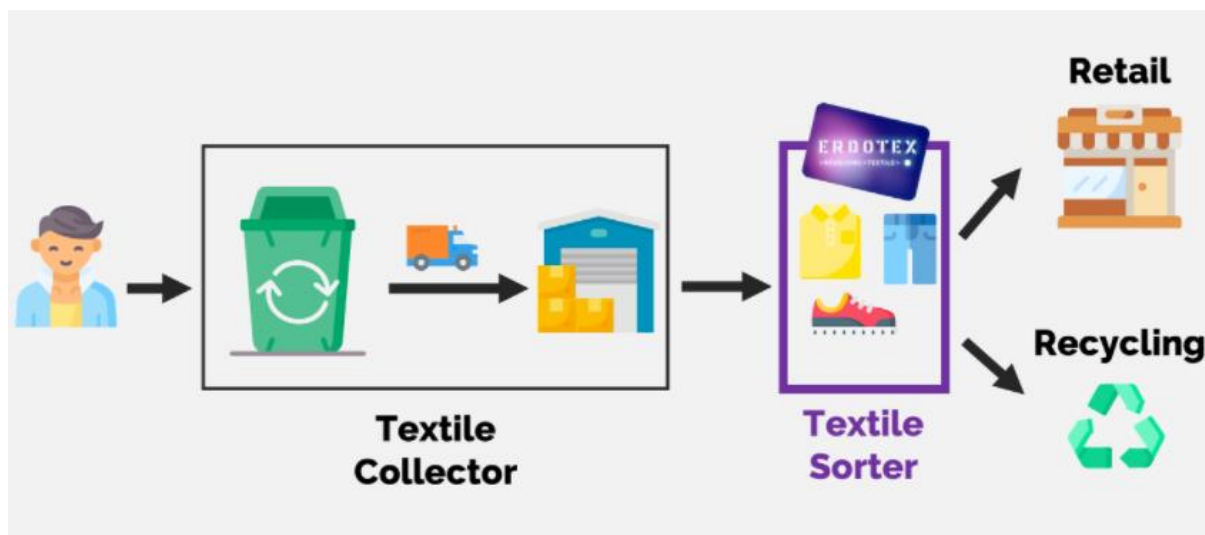 Retail
ERDOTEX
Recycling
Textile
Collector
Textile
Sorter